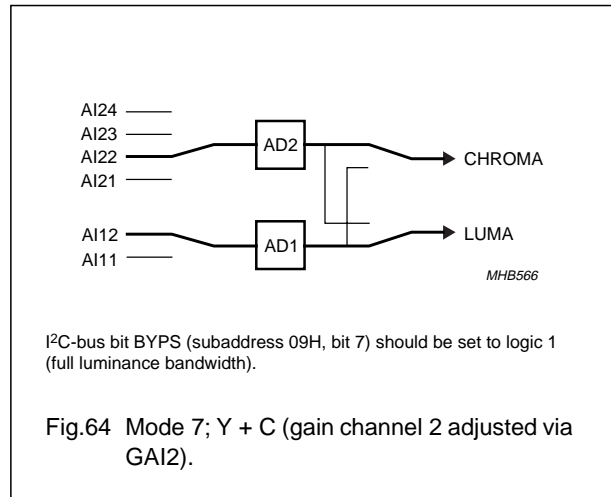 AI24
AI23
AI22
AI21
AD2
CHROMA
AI12
AI11
AD1
LUMA
MHB566
I²C-bus bit BYPS (subaddress 09H, bit 7) should be set to logic 1
(full luminance bandwidth).
Fig.64 Mode 7; Y + C (gain channel 2 adjusted via
GAI2).